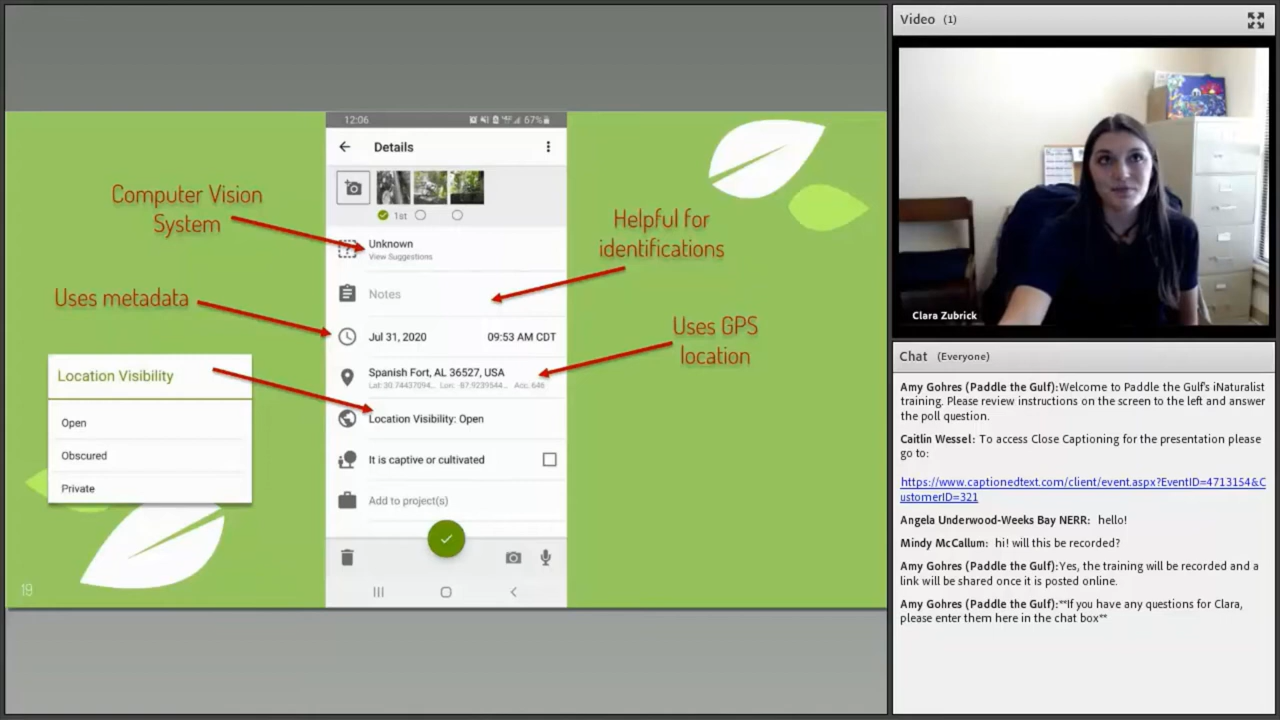 Computer Vision
System
Uses metadata
Location Visibility
Open
Obscured
Private
19
12:06
67%
Details
1st
Unknown
View Suggestions
Notes
Jul 31, 2020 09:53 AM CDT
Spanish Fort, AL 36527, USA
Lat: 30.74437094... Lon: -87.9239544... Acc: 646
Location Visibility: Open
It is captive or cultivated
Add to project(s)
Helpful for
identifications
Uses GPS
location
Video (1)
Clara Zubrick
Chat (Everyone)
Amy Gohres (Paddle the Gulf):Welcome to Paddle the Gulf's iNaturalist
training. Please review instructions on the screen to the left and answer
the poll question.
Caitlin Wessel: To access Close Captioning for the presentation please
go to:
https://www.captionedtext.com/client/event.aspx?EventID=4713154&C
ustomerID=321
Angela Underwood-Weeks Bay NERR: hello!
Mindy McCallum: hi! will this be recorded?
Amy Gohres (Paddle the Gulf):Yes, the training will be recorded and a
link will be shared once it is posted online.
Amy Gohres (Paddle the Gulf):**If you have any questions for Clara,
please enter them here in the chat box**